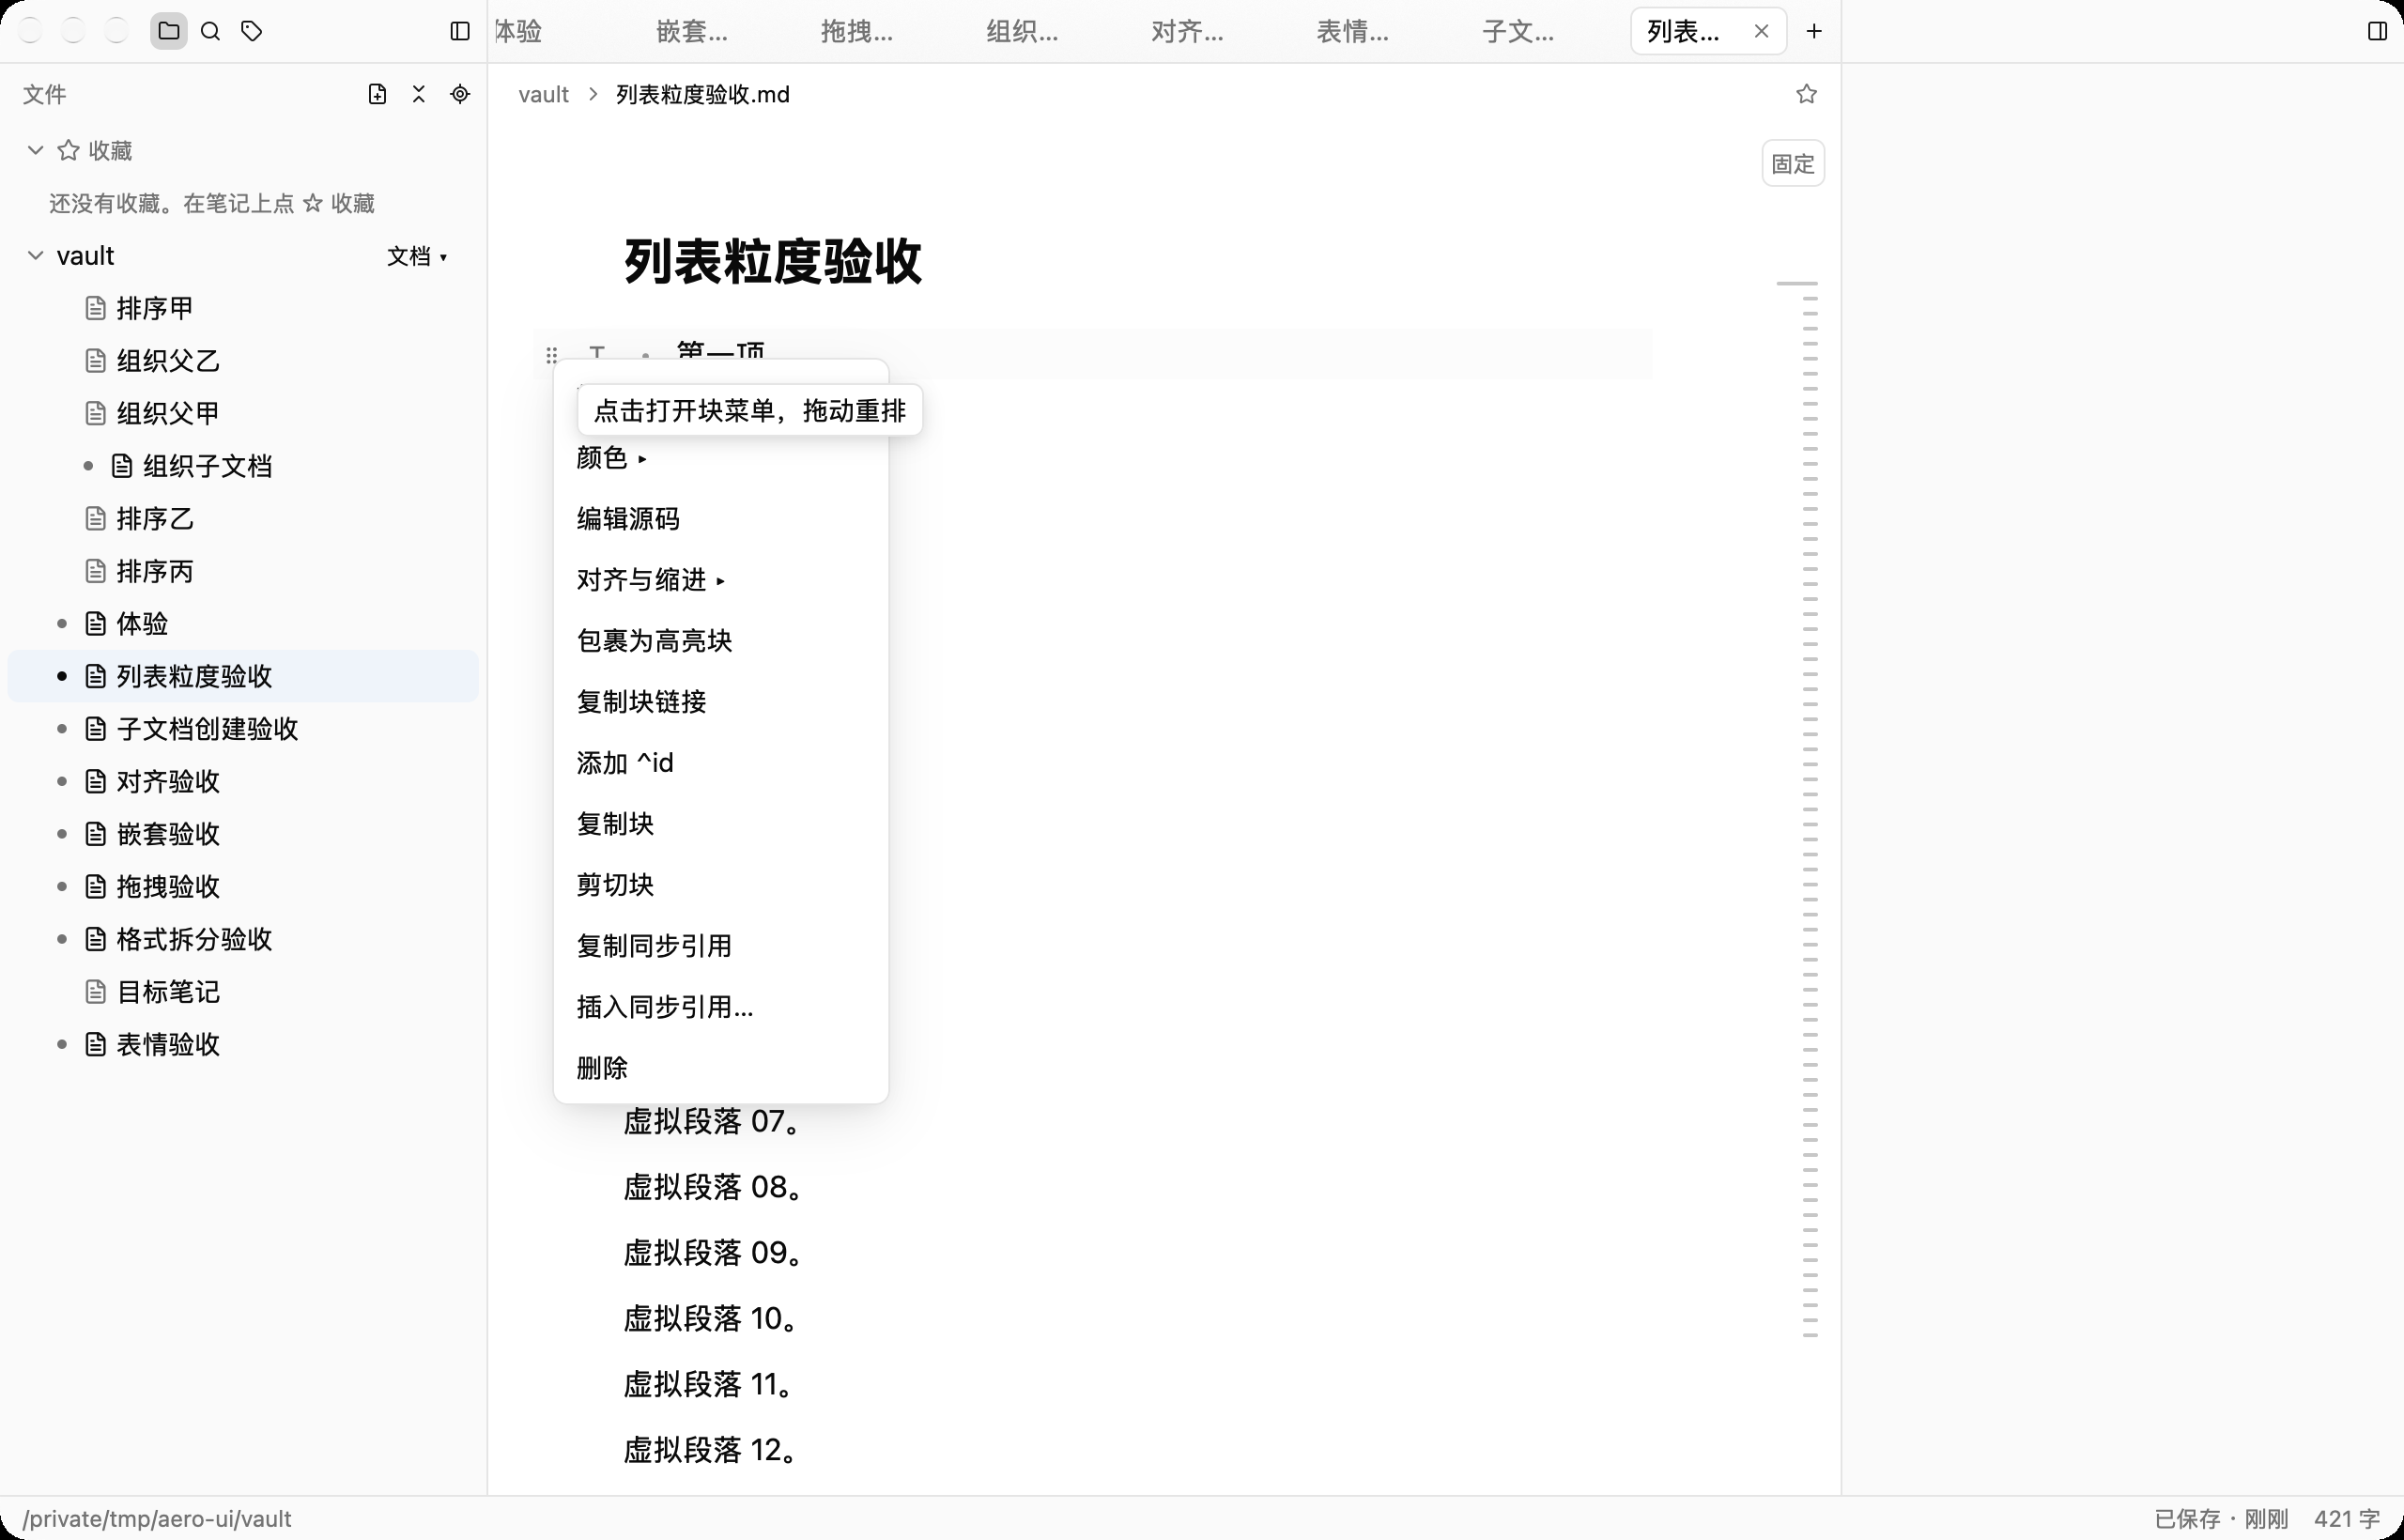 体验 嵌套... 拖拽... 组织... 对齐... 表情... 子文... 列表...
文件
收藏
还没有收藏。在笔记上点 ☆ 收藏
vault 文档
排序甲
组织父乙
组织父甲
组织子文档
排序乙
排序丙
体验
列表粒度验收
子文档创建验收
对齐验收
嵌套验收
拖拽验收
格式拆分验收
目标笔记
表情验收
vault > 列表粒度验收.md
固定
列表粒度验收
第一项
点击打开块菜单，拖动重排
颜色
编辑源码
对齐与缩进
包裹为高亮块
复制块链接
添加 ^id
复制块
剪切块
复制同步引用
插入同步引用...
删除
虚拟段落 07。
虚拟段落 08。
虚拟段落 09。
虚拟段落 10。
虚拟段落 11。
虚拟段落 12。
/private/tmp/aero-ui/vault
已保存 · 刚刚 421 字